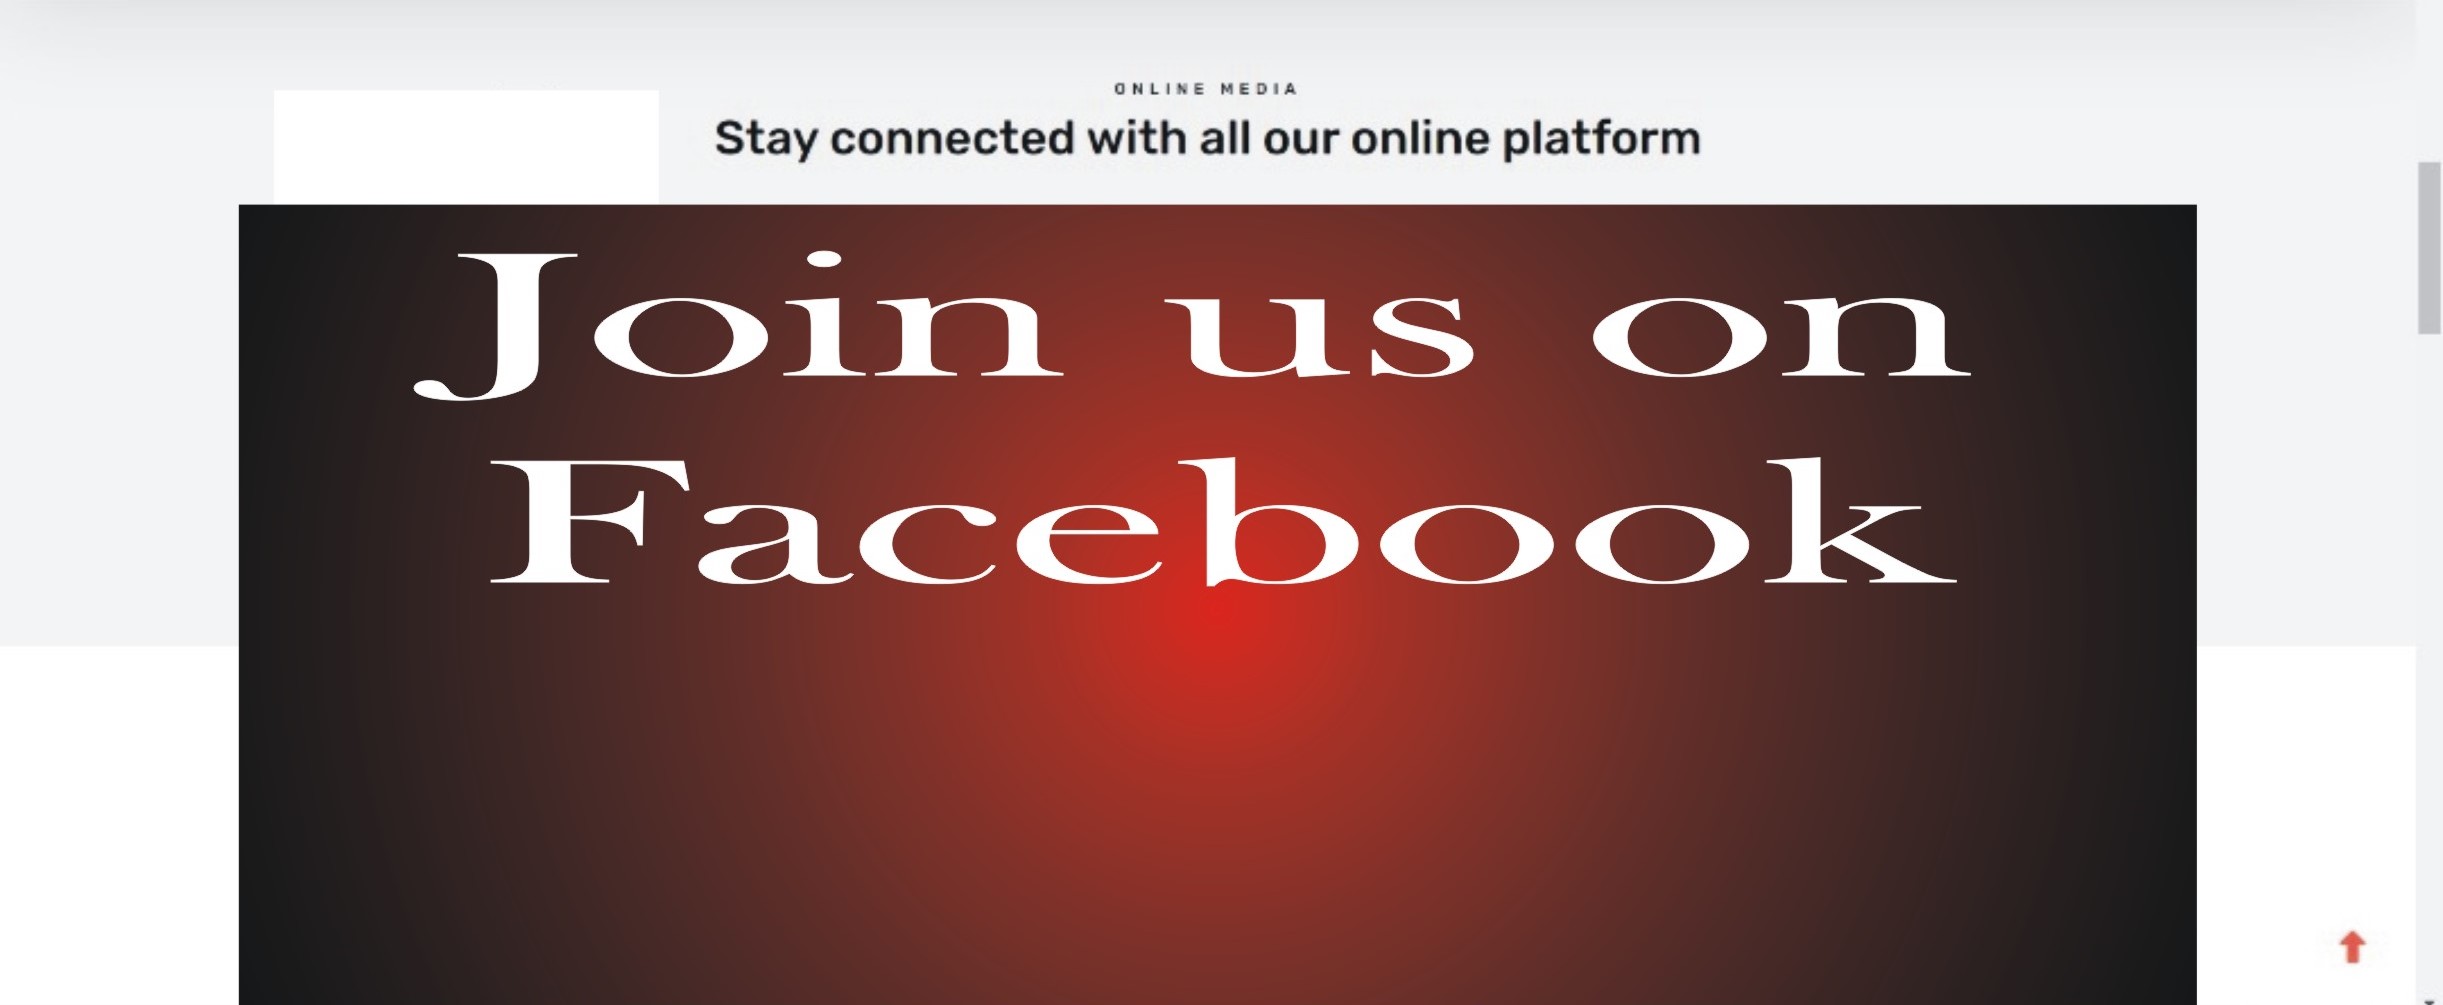 ONLINE MEDIA
Stay connected with all our online platform
Join us on
Facebook